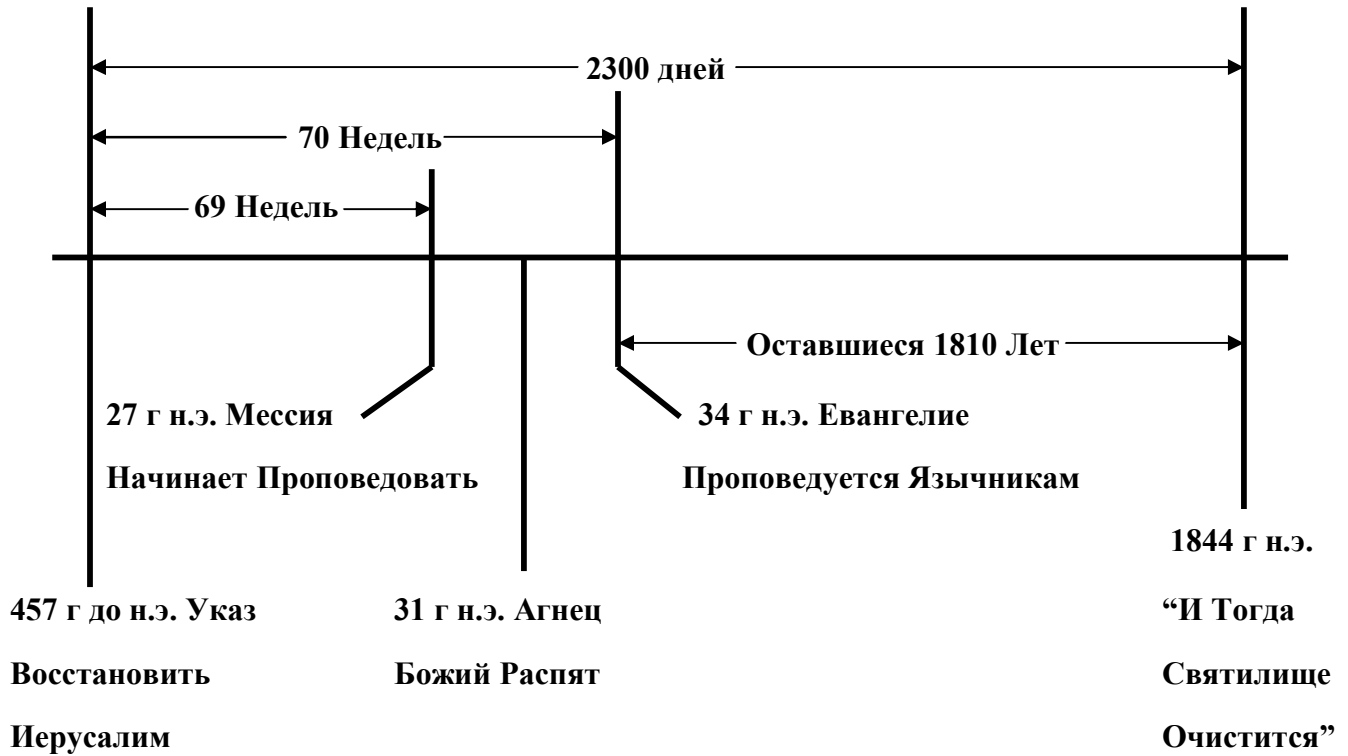 2300 дней
70 Недель
69 Недель
Оставшиеся 1810 Лет
27 г н.э. Мессия
Начинает Проповедовать
34 г н.э. Евангелие
Проповедуется Язычникам
457 г до н.э. Указ
Восстановить
Иерусалим
31 г н.э. Агнец
Божий Распят
1844 г н.э.
“И Тогда
Святилище
Очистится”